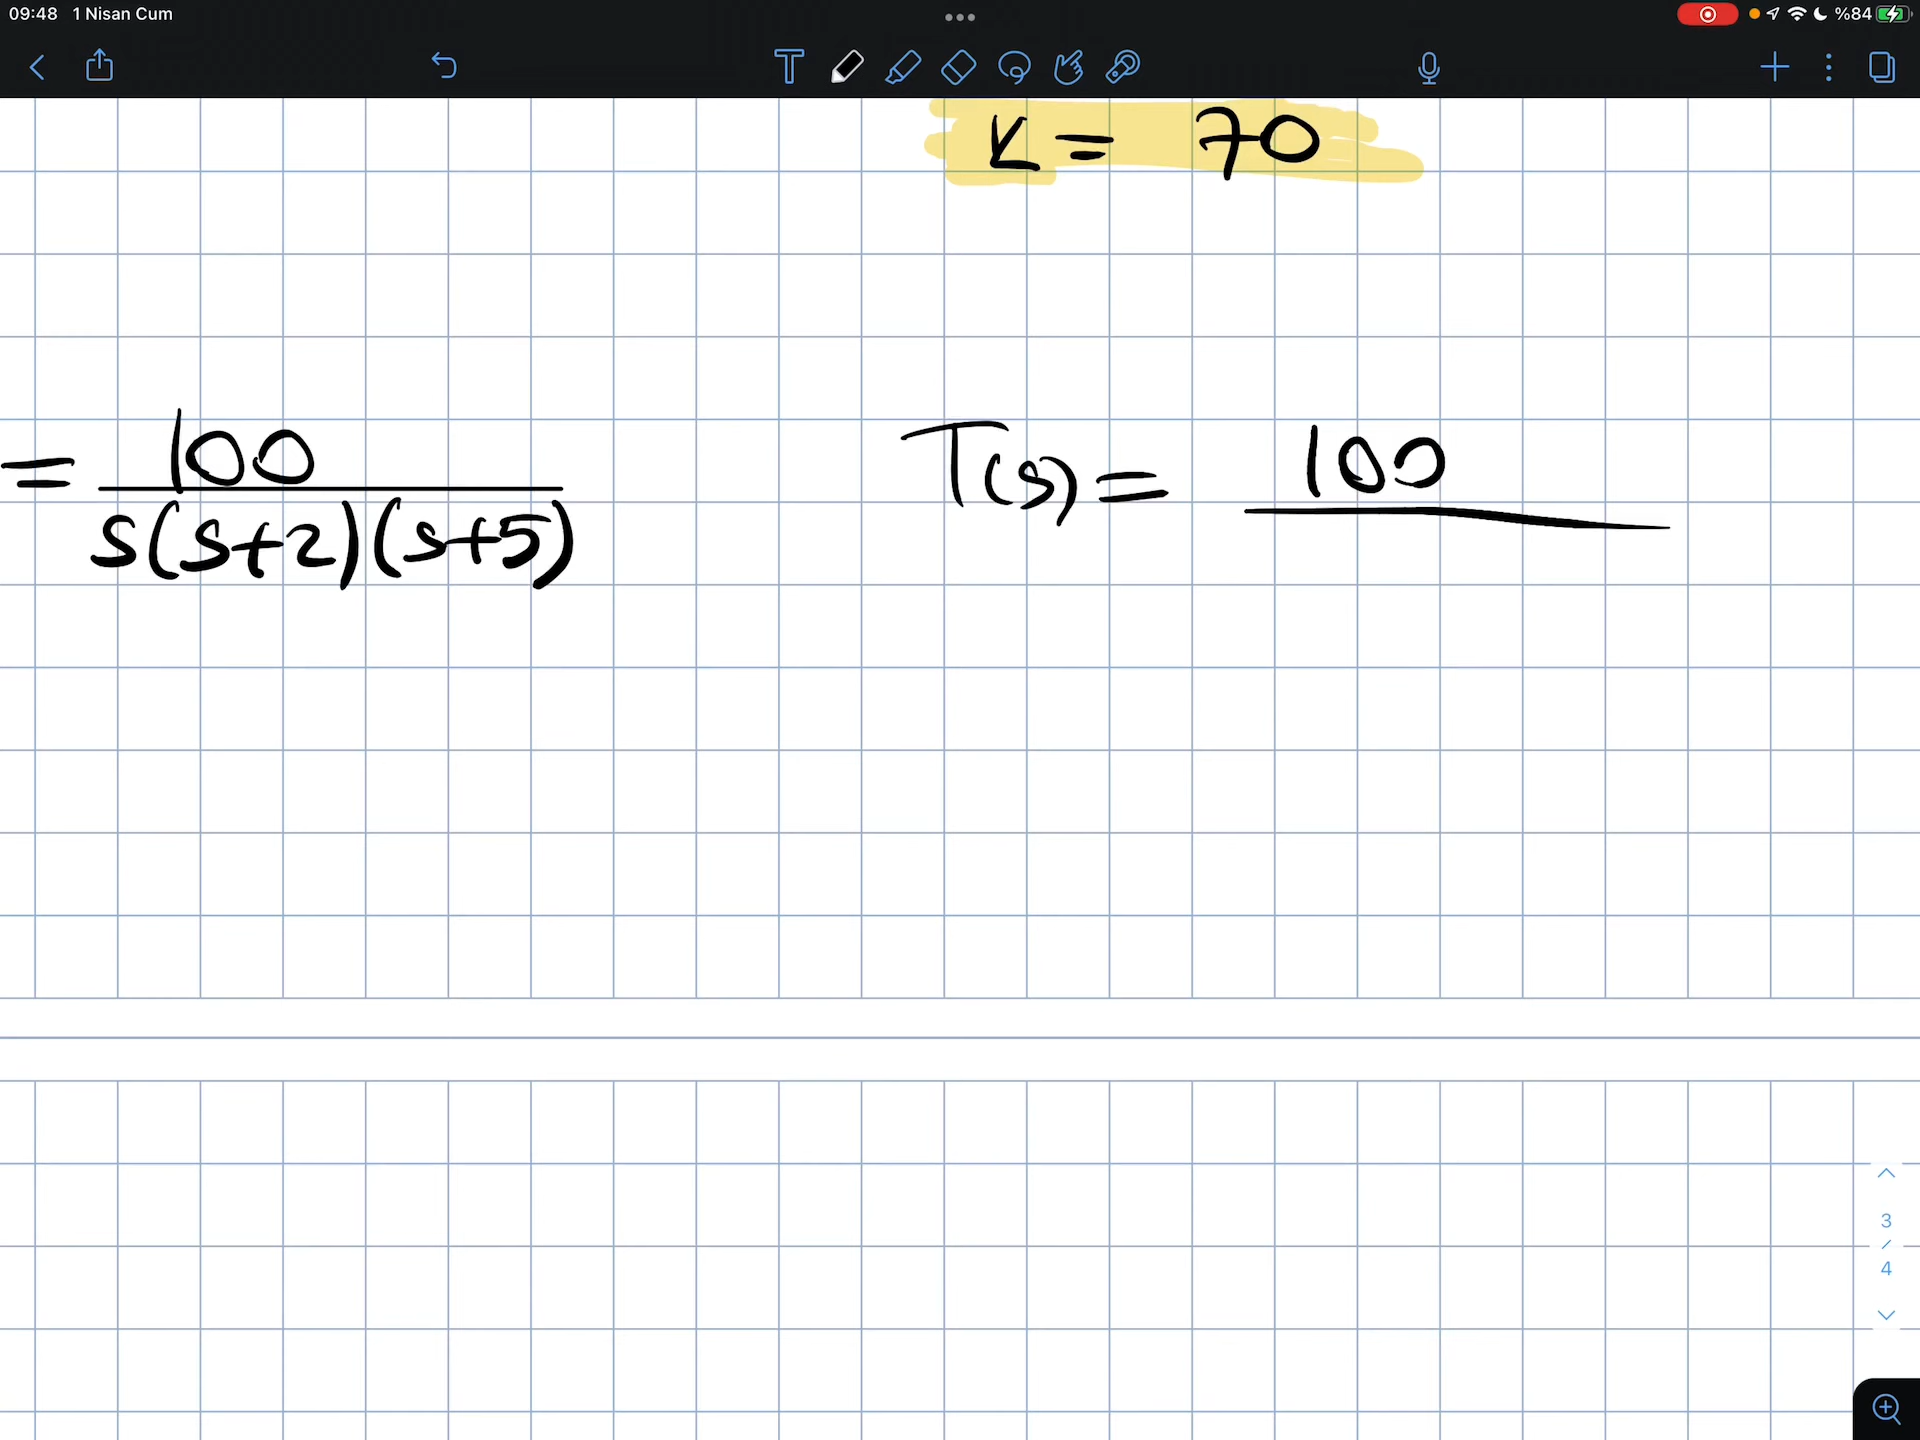 09:48 1 Nisan Cum %84
K = 70
= 100 / s(s+2)(s+5)
T(s) = 100
3
/
4